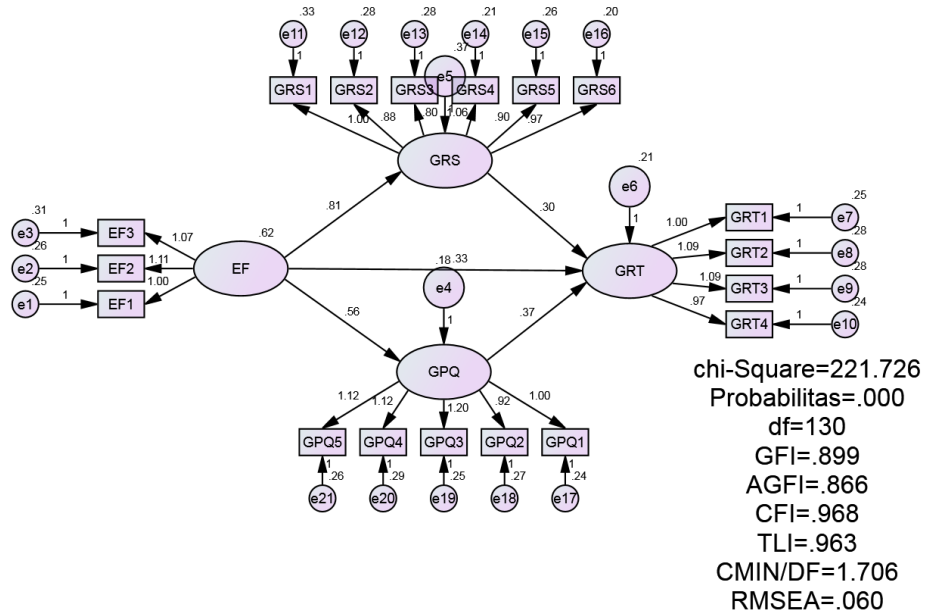 .33 .28 .28 .21 .26 .20
e11 e12 e13 e14 e15 e16
.37
e5
1 1 1 1 1 1
GRS1 GRS2 GRS3 GRS4 GRS5 GRS6
1.00 .88 .80 1 1.06 .90 .97
GRS
.21
e6
.81 .30 1
.31 .25
e3 1 EF3 1.07 .62 1.00 GRT1 1 e7
.26 .28
e2 1 EF2 1.11 EF .18 .33 GRT 1.09 GRT2 1 e8
.25 .28
e1 1 EF1 1.00 e4 1.09 GRT3 1 e9
.24
.56 1 .37 .97 GRT4 1 e10
GPQ
1.12 1.12 1.20 .92 1.00
GPQ5 GPQ4 GPQ3 GPQ2 GPQ1
1 1 1 1 1
.26 .29 .25 .27 .24
e21 e20 e19 e18 e17
chi-Square=221.726
Probabilitas=.000
df=130
GFI=.899
AGFI=.866
CFI=.968
TLI=.963
CMIN/DF=1.706
RMSEA=.060